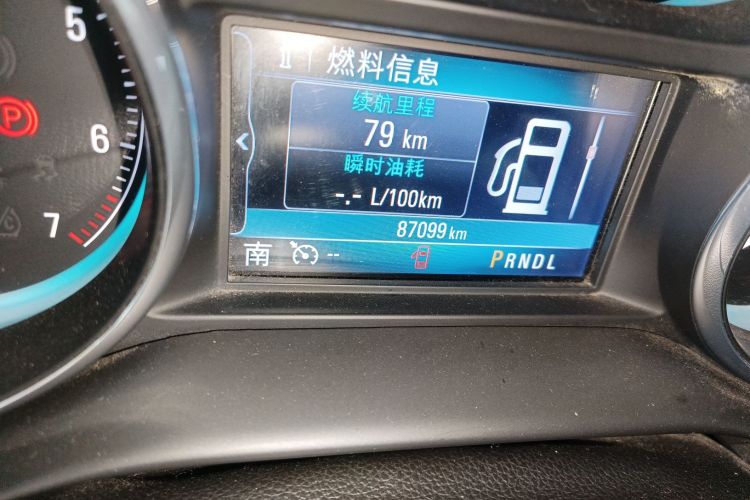 5
6
7
P
燃料信息
续航里程
79 km
瞬时油耗
-.- L/100km
87099 km
南
--
PRNDL